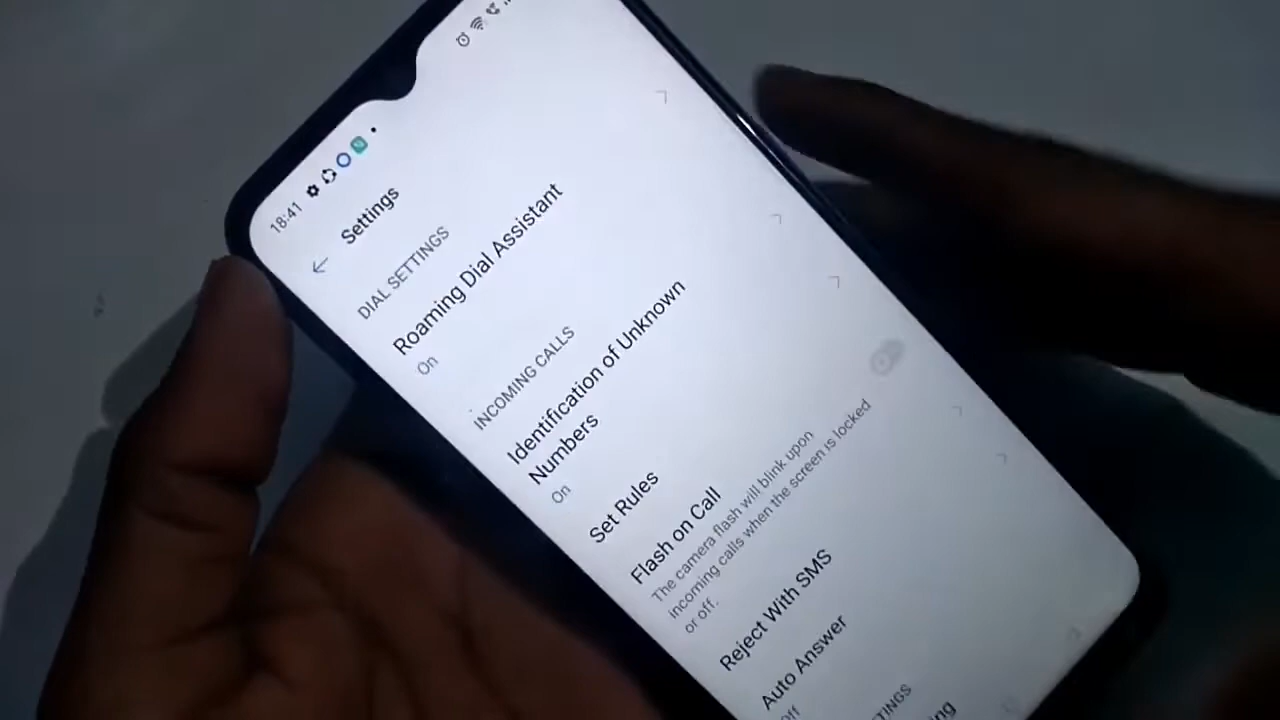 18:41
Settings
DIAL SETTINGS
Roaming Dial Assistant
On
INCOMING CALLS
Identification of Unknown
Numbers
On
Set Rules
Flash on Call
The camera flash will blink upon
incoming calls when the screen is locked
or off.
Reject With SMS
Auto Answer
Off